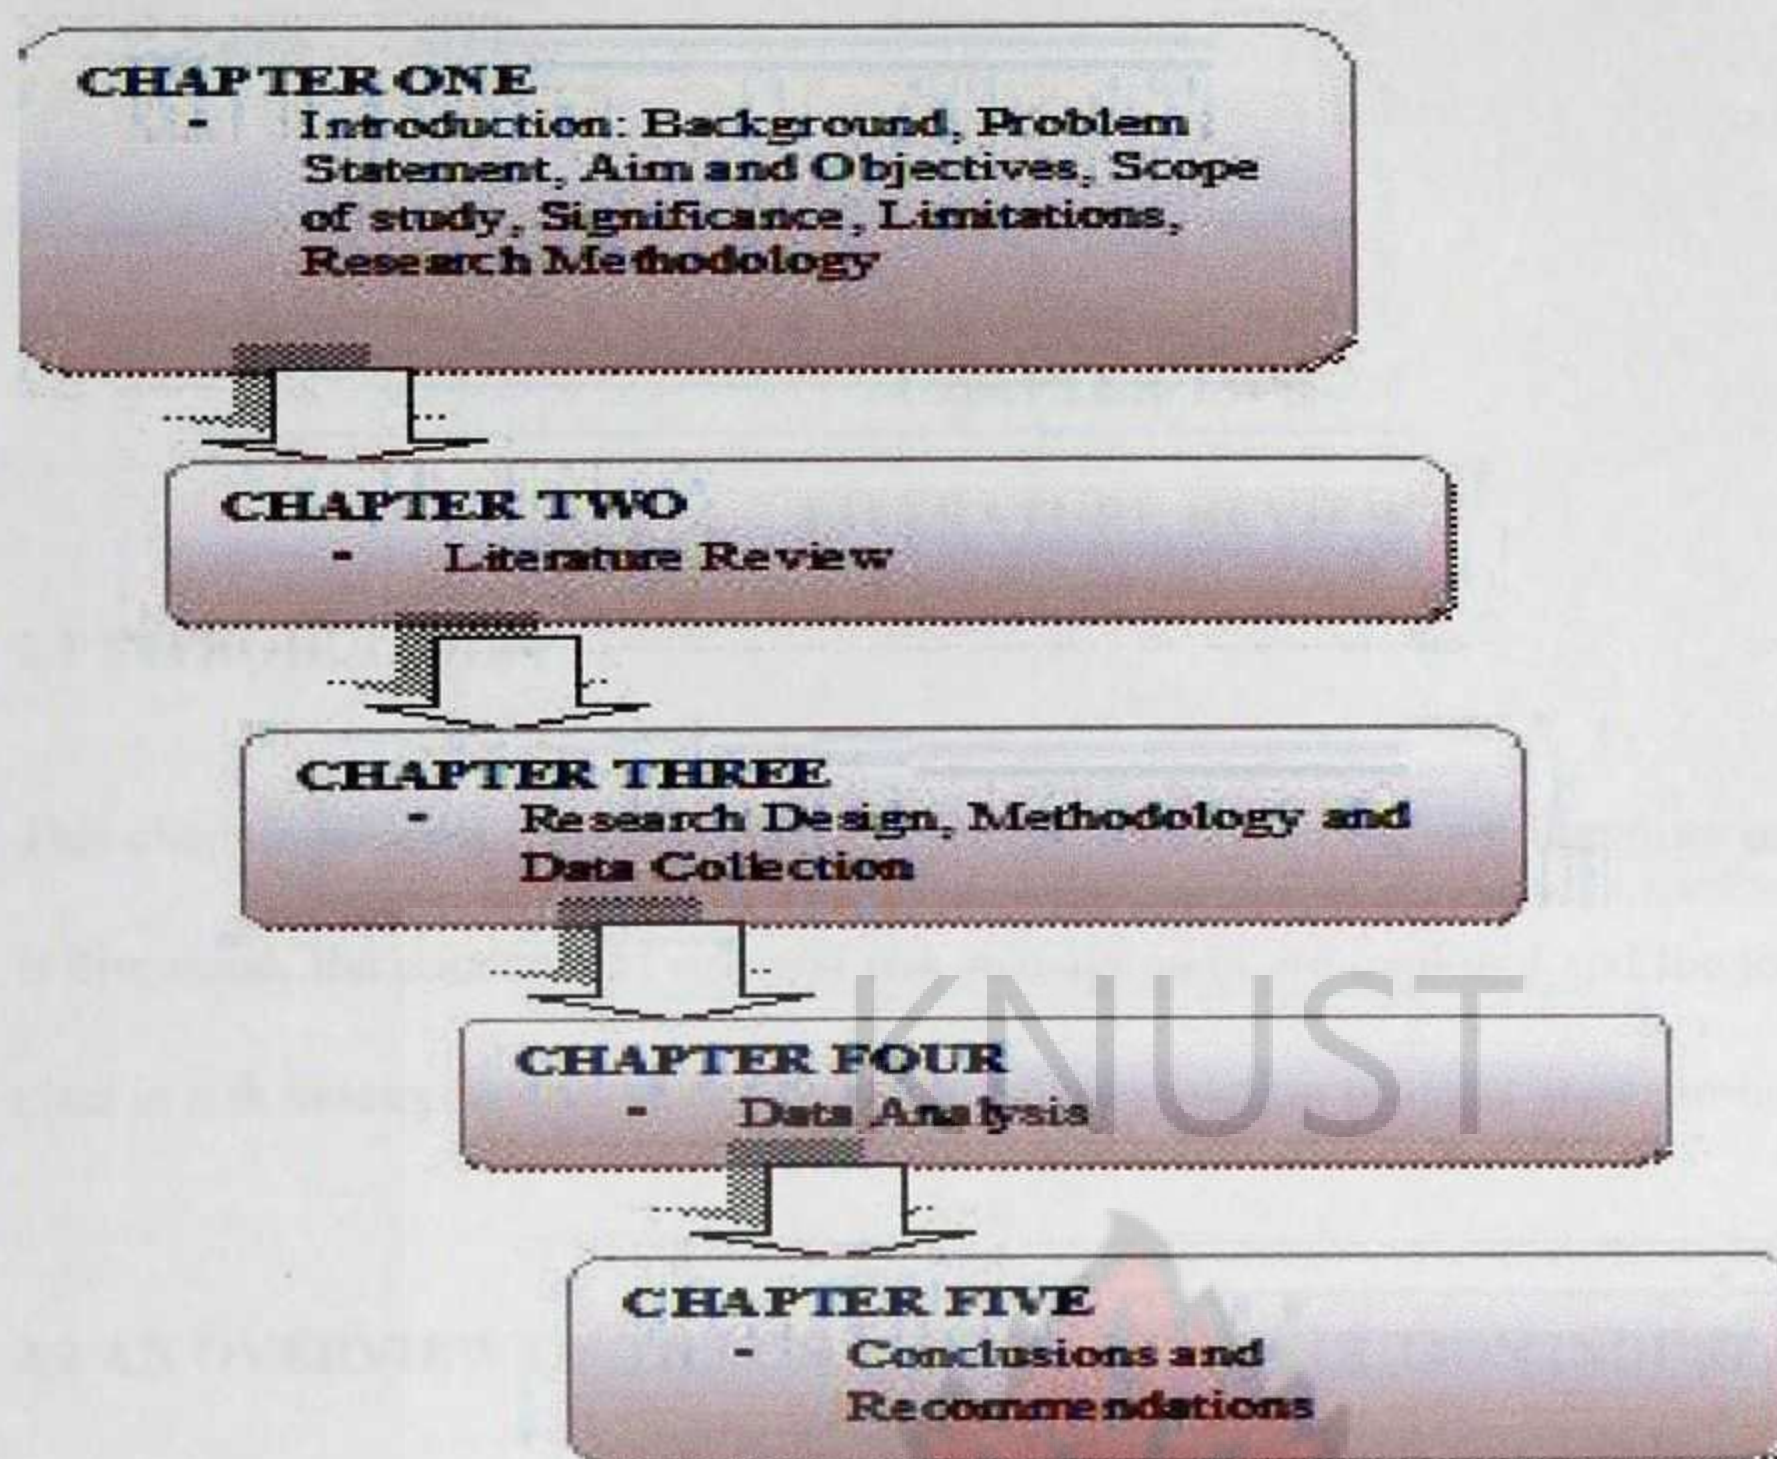 CHAPTER ONE
- Introduction: Background, Problem
Statement, Aim and Objectives, Scope
of study, Significance, Limitations,
Research Methodology
CHAPTER TWO
- Literature Review
CHAPTER THREE
- Research Design, Methodology and
Data Collection
CHAPTER FOUR
- Data Analysis
KNUST
CHAPTER FIVE
- Conclusions and
Recommendations